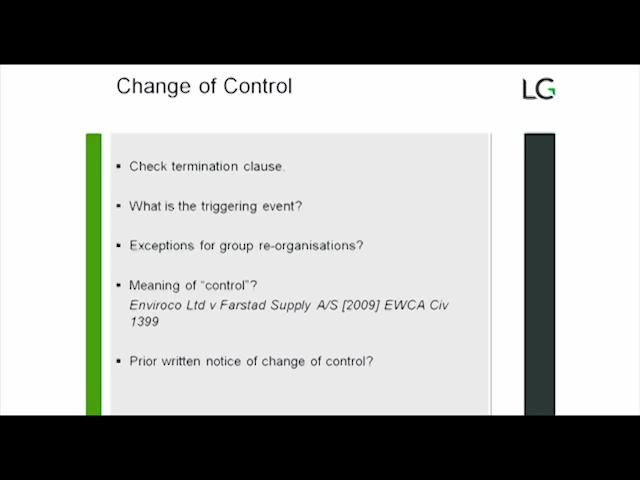 Change of Control
LG
▪ Check termination clause.
▪ What is the triggering event?
▪ Exceptions for group re-organisations?
▪ Meaning of “control”?
Enviroco Ltd v Farstad Supply A/S [2009] EWCA Civ
1399
▪ Prior written notice of change of control?